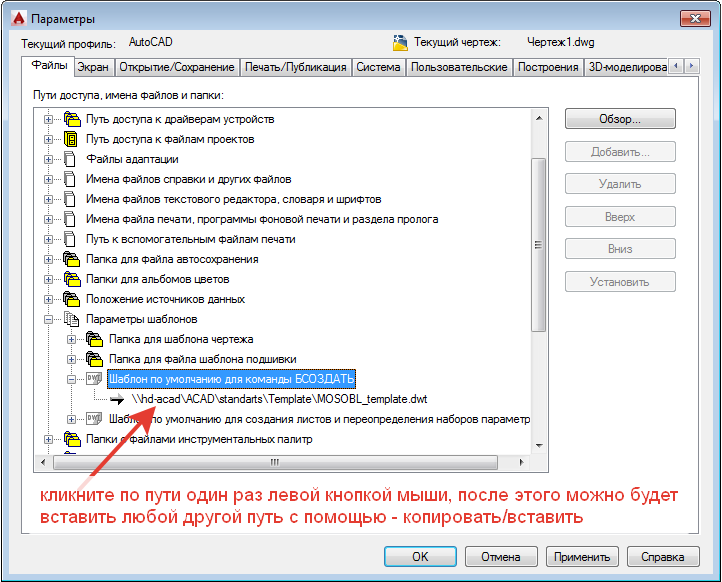 Параметры
Текущий профиль: AutoCAD Текущий чертеж: Чертеж1.dwg
Файлы Экран Открытие/Сохранение Печать/Публикация Система Пользовательские Построения 3D-моделирова
Пути доступа, имена файлов и папки:
Путь доступа к драйверам устройств
Путь доступа к файлам проектов
Файлы адаптации
Имена файлов справки и других файлов
Имена файлов текстового редактора, словаря и шрифтов
Имена файла печати, программы фоновой печати и раздела пролога
Путь к вспомогательным файлам печати
Папка для файла автосохранения
Папки для альбомов цветов
Положение источников данных
Параметры шаблонов
Папка для шаблона чертежа
Папка для файла шаблона подшивки
Шаблон по умолчанию для команды БСОЗДАТЬ
\\hd-acad\ACAD\standarts\Template\MOSOBL_template.dwt
по умолчанию для создания листов и переопределения наборов параметр
Папки с файлами инструментальных палитр
Обзор...
Добавить...
Удалить
Вверх
Вниз
Установить
кликните по пути один раз левой кнопкой мыши, после этого можно будет
вставить любой другой путь с помощью - копировать/вставить
OK Отмена Применить Справка